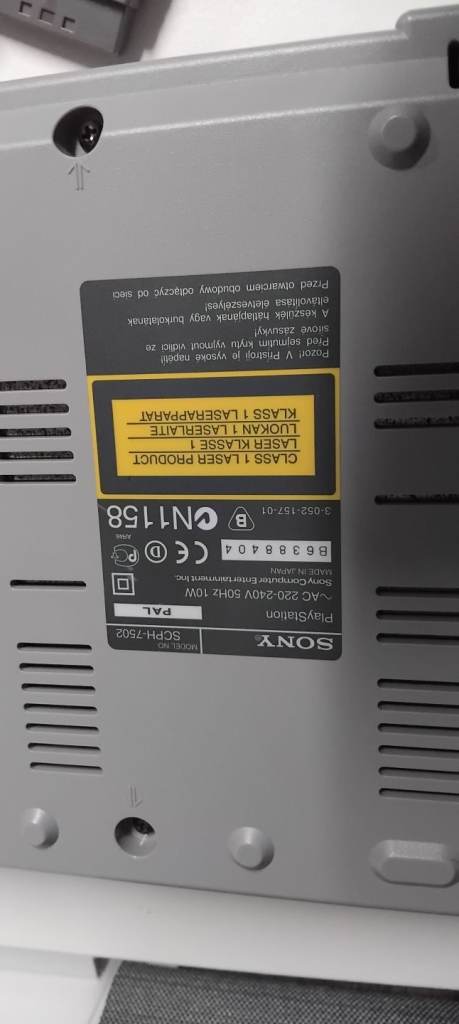 SONY®
MODEL NO.
SCPH-7502
PlayStation
PAL
∼AC 220-240V 50Hz 10W
Sony Computer Entertainment Inc.
MADE IN JAPAN
B6388404
CE
D
B
N1158
3-052-157-01
CLASS 1 LASER PRODUCT
LASER KLASSE 1
LUOKAN 1 LASERLAITE
KLASS 1 LASERAPPARAT
Pozor! V Přístroji je vysoké napětí!
Před sejmutím krytu vyjmout vidlici ze
síťové zásuvky!
A készülék hátlapjának vagy burkolatának
eltávolítása életveszélyes!
Przed otwarciem obudowy odłączyć od sieci